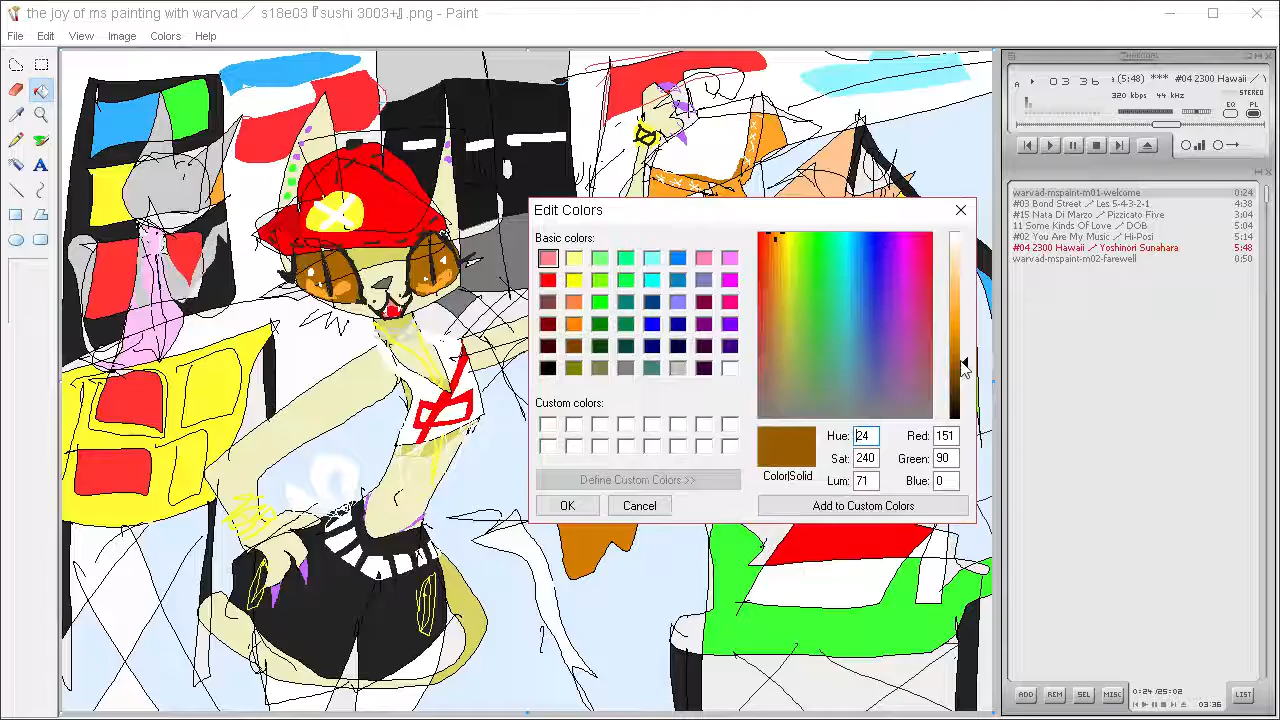 the joy of ms painting with warvad ／ s18e03『sushi 3003+』.png - Paint
File Edit View Image Colors Help
03 36
(5:48) *** #04 2300 Hawaii ／
320 kbps 44 kHz
STEREO
EQ PL
warvad-mspaint-m01-welcome 0:24
#03 Bond Street ／ Les 5-4-3-2-1 4:38
#15 Nata Di Marzo ／ Pizzicato Five 3:04
11 Some Kinds Of Love ／ DOB 2:04
#02 You Are My Music ／ Hi-Posi 5:14
#04 2300 Hawaii ／ Yoshinori Sunahara 5:48
warvad-mspaint-m02-farewell 0:50
Edit Colors
Basic colors:
Custom colors:
Define Custom Colors >>
OK Cancel
Color|Solid
Hue: 24 Red: 151
Sat: 240 Green: 90
Lum: 71 Blue: 0
Add to Custom Colors
ADD REM SEL MISC 0:24/25:02 03:36 LIST